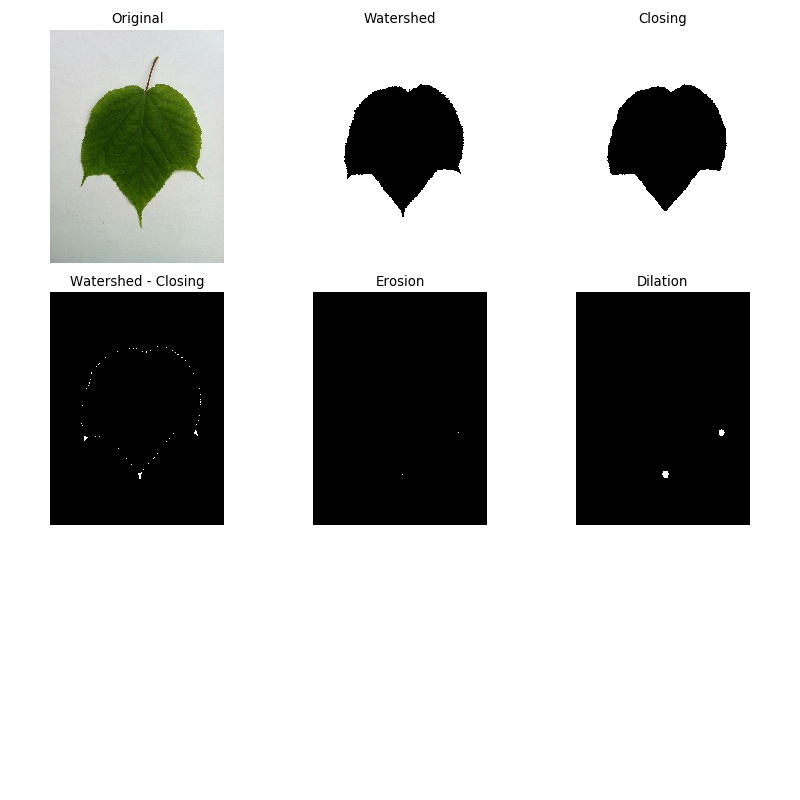 Original
Watershed
Closing
Watershed - Closing
Erosion
Dilation